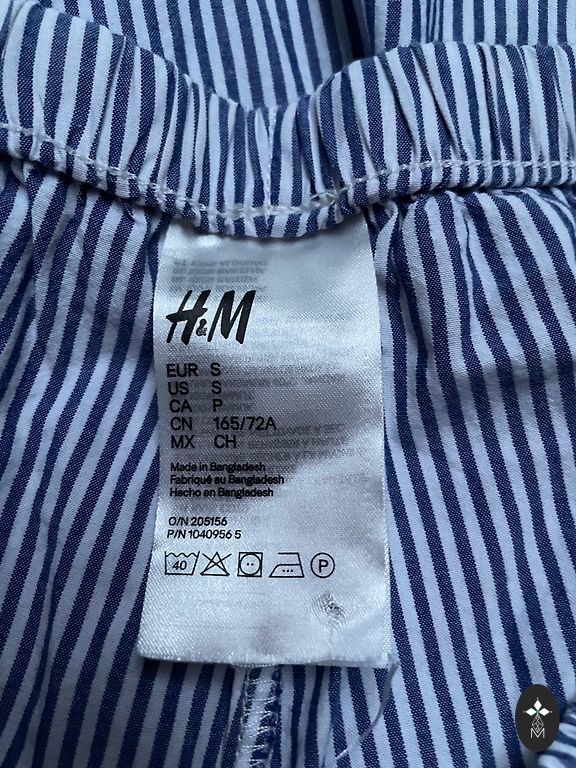 H&M
EUR S
US S
CA P
CN 165/72A
MX CH
Made in Bangladesh
Fabriqué au Bangladesh
Hecho en Bangladesh
O/N 205156
P/N 1040956 5
40
P